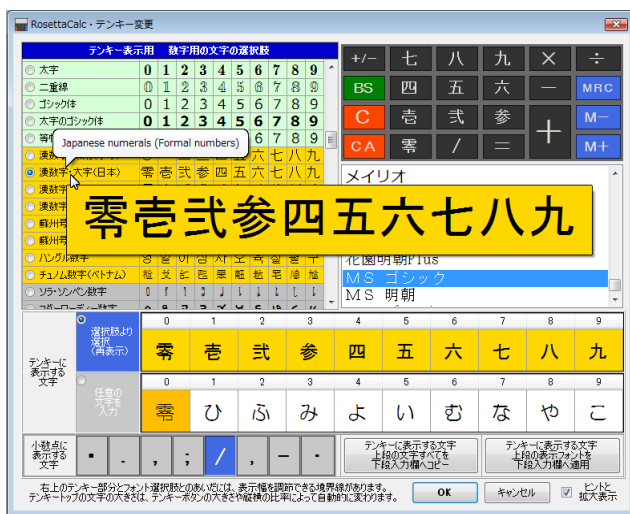 RosettaCalc・テンキー変更
テンキー表示用 数字用の文字の選択肢
太字 0 1 2 3 4 5 6 7 8 9
二重線 0 1 2 3 4 5 6 7 8 9
ゴシック体 0 1 2 3 4 5 6 7 8 9
太字のゴシック体 0 1 2 3 4 5 6 7 8 9
6 7 8 9
Japanese numerals (Formal numbers)
六 七 八 九
漢数字・大字(日本) 零 壱 弐 参 四 五 六 七 八 九
漢数字
漢数字
零壱弐参四五六七八九
蘇州号
蘇州号
ハングル数字
チュノム数字(ベトナム)
ソラ・ソンペン数字
+/- 七 八 九 × ÷
BS 四 五 六 － MRC
C 壱 弐 参 ＋ M－
CA 零 / ＝ M+
メイリオ
花園明朝Plus
ＭＳ ゴシック
ＭＳ 明朝
テンキーに
表示する
文字
選択肢より
選択
(再表示)
0 1 2 3 4 5 6 7 8 9
零 壱 弐 参 四 五 六 七 八 九
任意の
文字を
入力
0 1 2 3 4 5 6 7 8 9
零 ひ ふ み よ い む な や こ
小数点に
表示する
文字
/
テンキーに表示する文字
上段の文字すべてを
下段入力欄へコピー
テンキーに表示する文字
上段の表示フォントを
下段入力欄へ適用
右上のテンキー部分とフォント選択肢とのあいだには、表示幅を調節できる境界線があります。
テンキートップの文字の大きさは、テンキーボタンの大きさや縦横の比率によって自動的に変わります。
OK
キャンセル
ヒントと
拡大表示